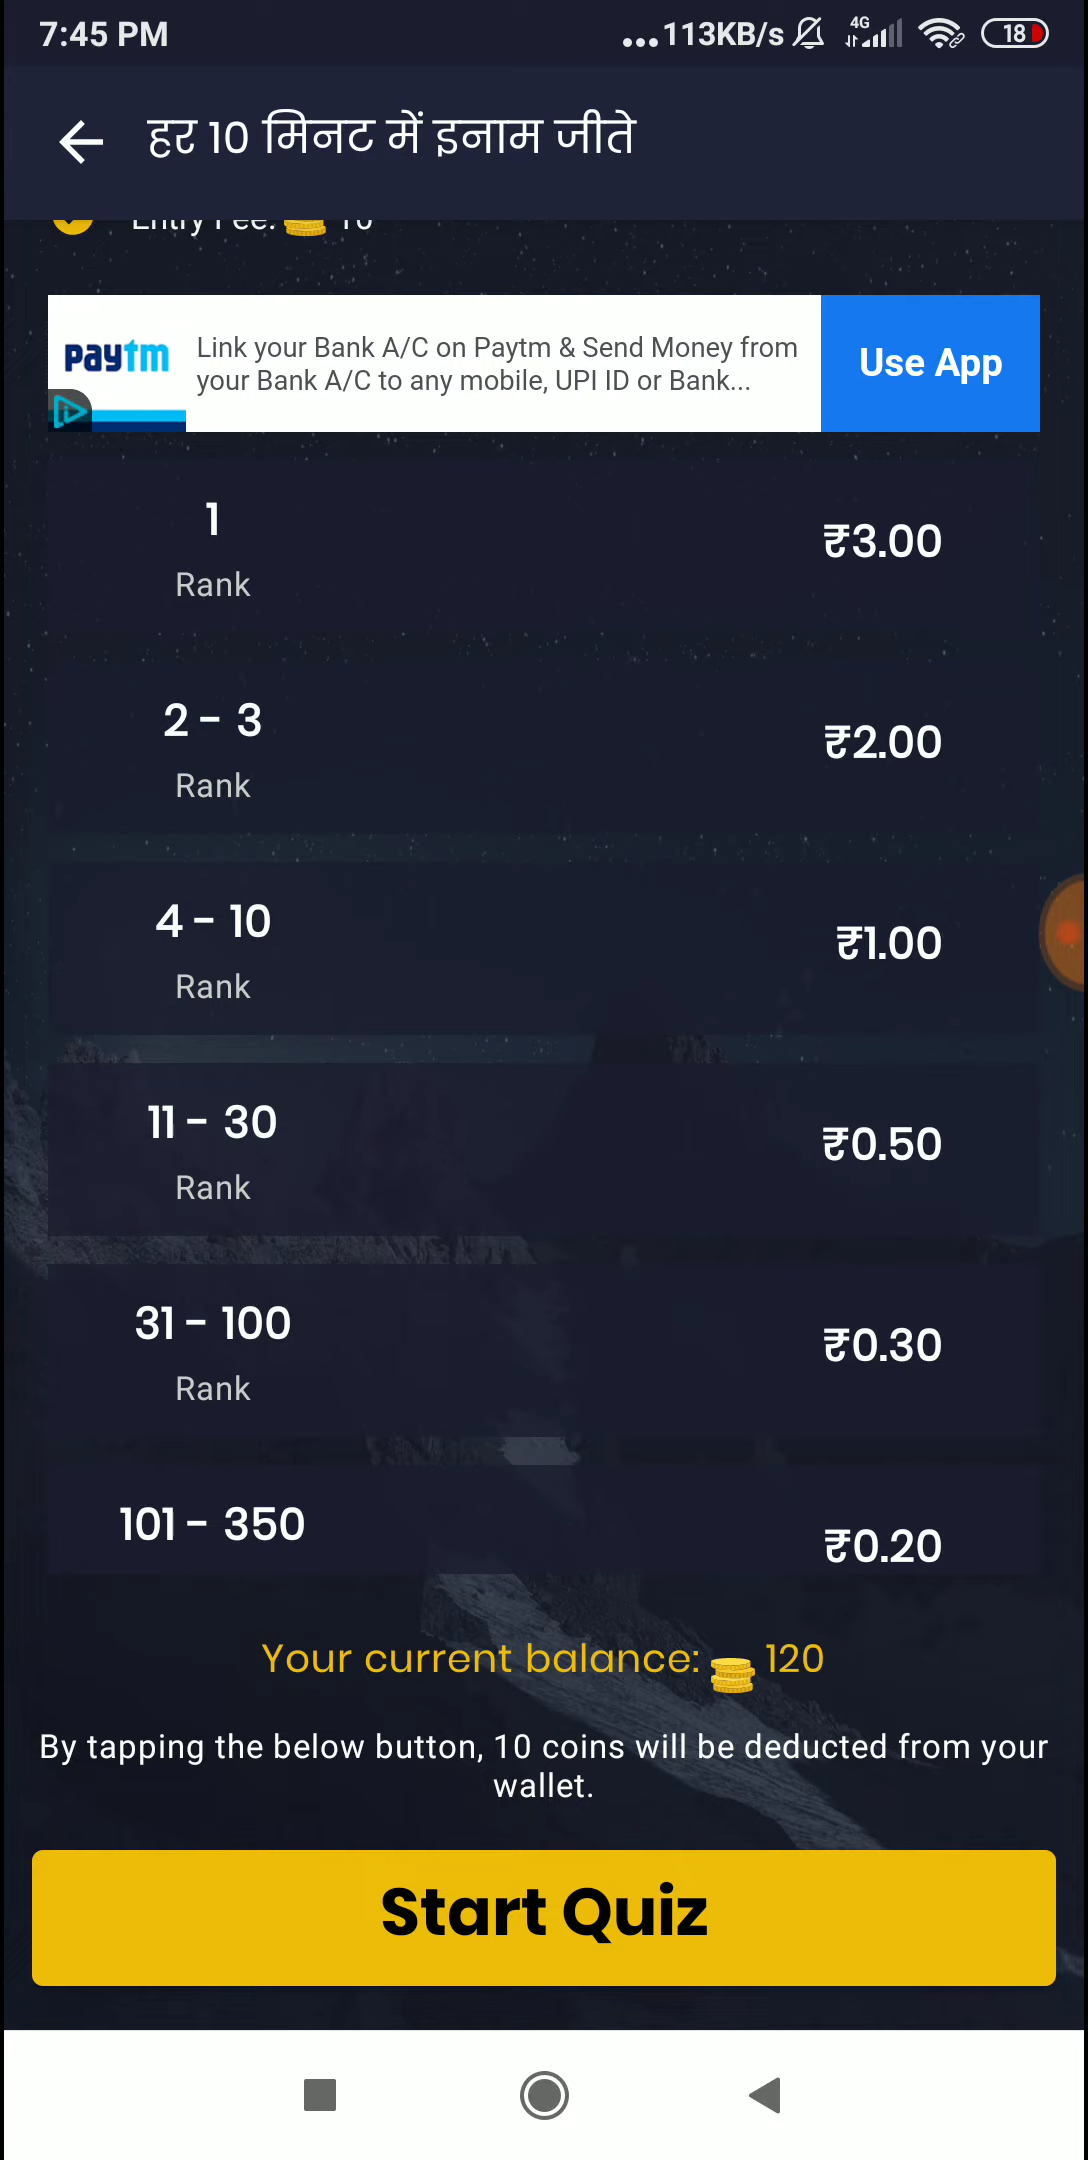 7:45 PM
...113KB/s 4G 18
हर 10 मिनट में इनाम जीते
Entry Fee: 10
paytm
Link your Bank A/C on Paytm & Send Money from
your Bank A/C to any mobile, UPI ID or Bank...
Use App
1
Rank
₹3.00
2 - 3
Rank
₹2.00
4 - 10
Rank
₹1.00
11 - 30
Rank
₹0.50
31 - 100
Rank
₹0.30
101 - 350
₹0.20
Your current balance: 120
By tapping the below button, 10 coins will be deducted from your
wallet.
Start Quiz